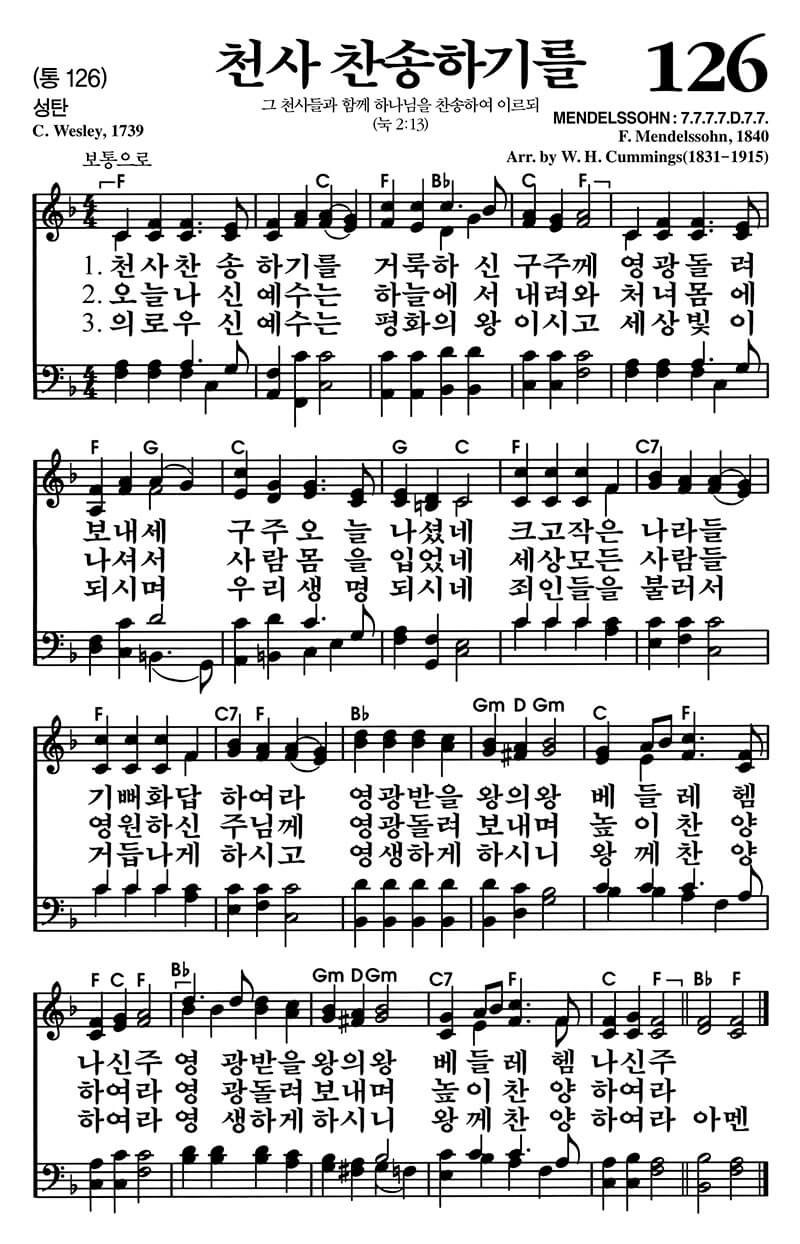 (통 126) 천사 찬송하기를 126
성탄 그 천사들과 함께 하나님을 찬송하여 이르되 MENDELSSOHN : 7.7.7.7.D.7.7.
C. Wesley, 1739 (눅 2:13) F. Mendelssohn, 1840
보통으로 Arr. by W. H. Cummings(1831-1915)
F C F B♭ C F
4 4
1. 천사찬 송 하기를 거룩하 신 구주께 영광돌 려
2. 오늘나 신 예수는 하늘에 서 내려와 처녀몸 에
3. 의로우 신 예수는 평화의 왕 이시고 세상빛 이
4 4
F G C G C F C7
보내세 구주오 늘 나셨네 크고작은 나라들
나셔서 사람몸 을 입었네 세상모든 사람들
되시며 우리생 명 되시네 죄인들을 불러서
F C7 F B♭ Gm D Gm C F
기뻐화답 하여라 영광받을 왕의왕 베 들 레 헴
영원하신 주님께 영광돌려 보내며 높 이 찬 양
거듭나게 하시고 영생하게 하시니 왕 께 찬 양
F C F B♭ Gm D Gm C7 F C F B♭ F
나신주 영 광받을 왕의왕 베 들 레 헴 나신주
하여라 영 광돌려 보내며 높 이 찬 양 하여라
하여라 영 생하게 하시니 왕 께 찬 양 하여라 아멘